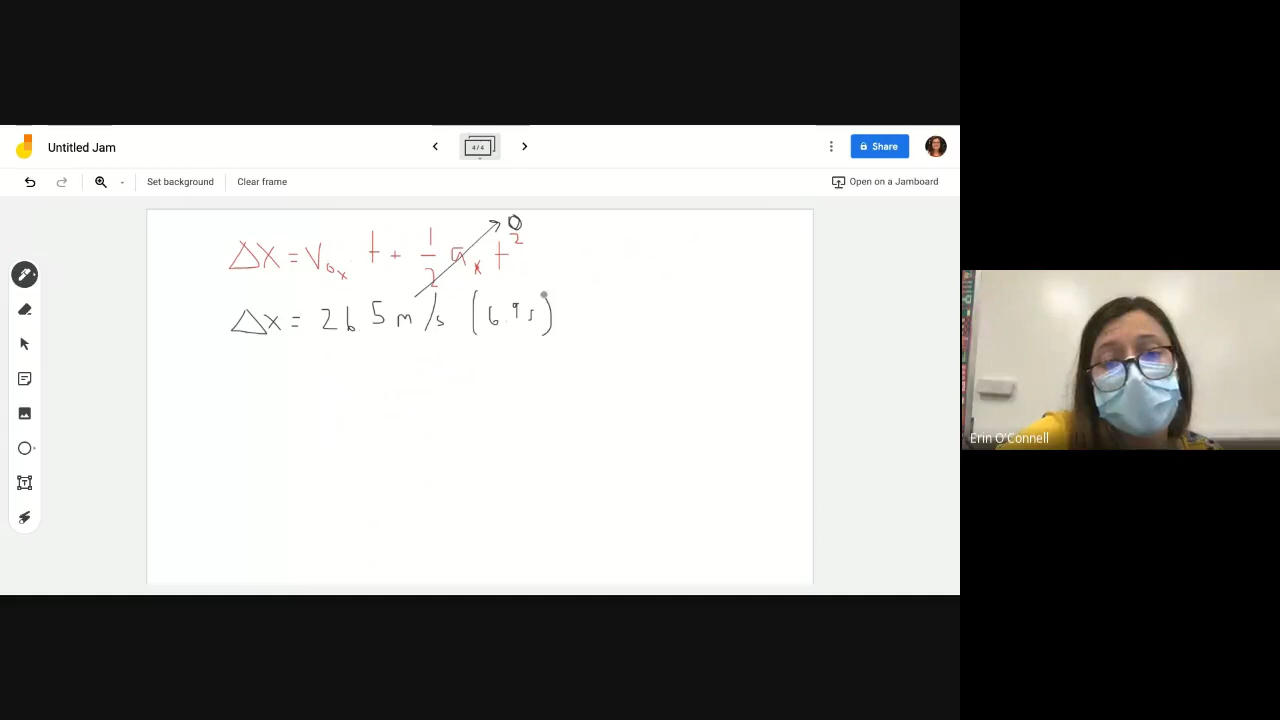 Untitled Jam
4/4
Share
Set background
Clear frame
Open on a Jamboard
0
Δx = V₀ₓ t + 1/2 aₓ t²
Δx = 26.5 m/s (6.9s)
Erin O'Connell